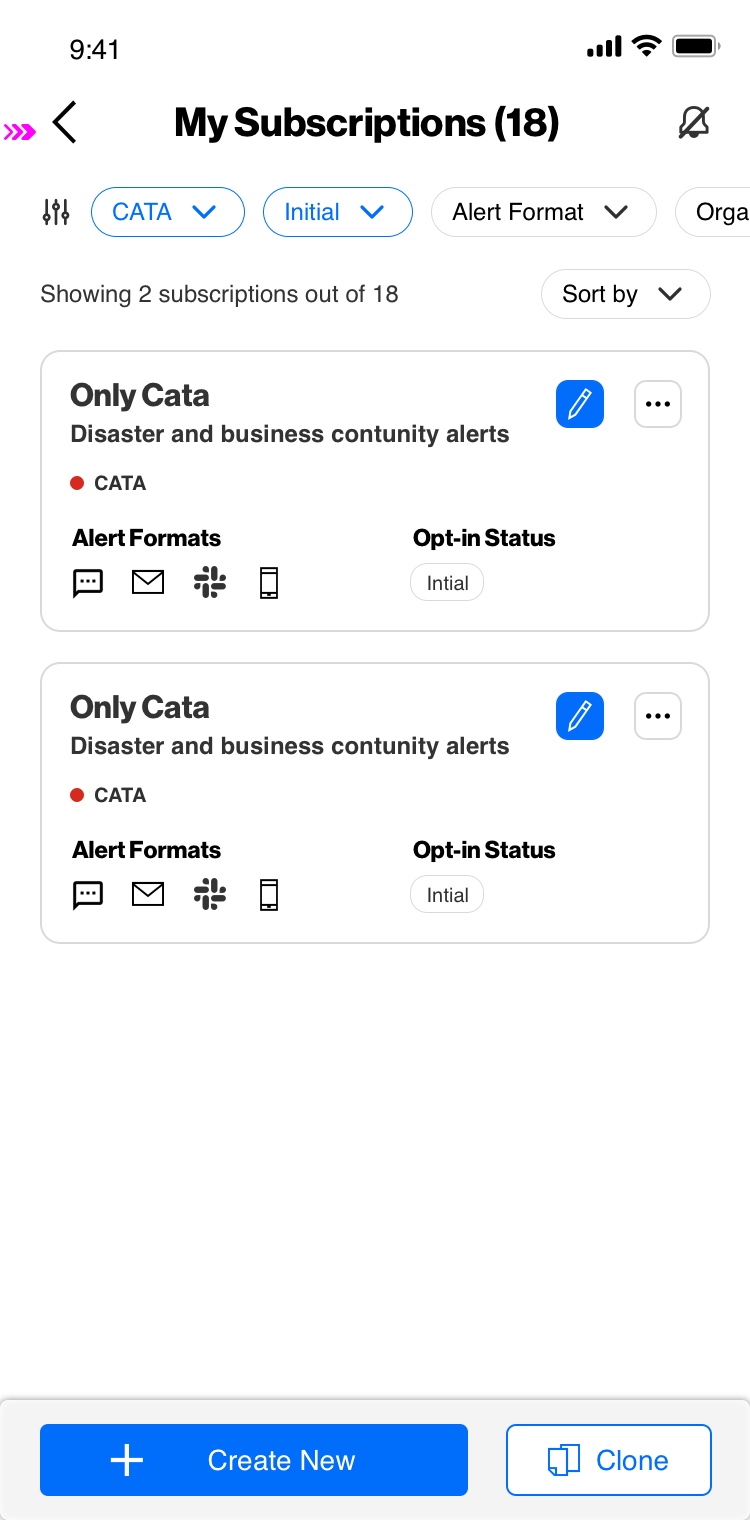 9:41
My Subscriptions (18)
CATA
Initial
Alert Format
Orga
Showing 2 subscriptions out of 18
Sort by
Only Cata
Disaster and business contunity alerts
CATA
Alert Formats
Opt-in Status
Intial
Only Cata
Disaster and business contunity alerts
CATA
Alert Formats
Opt-in Status
Intial
Create New
Clone